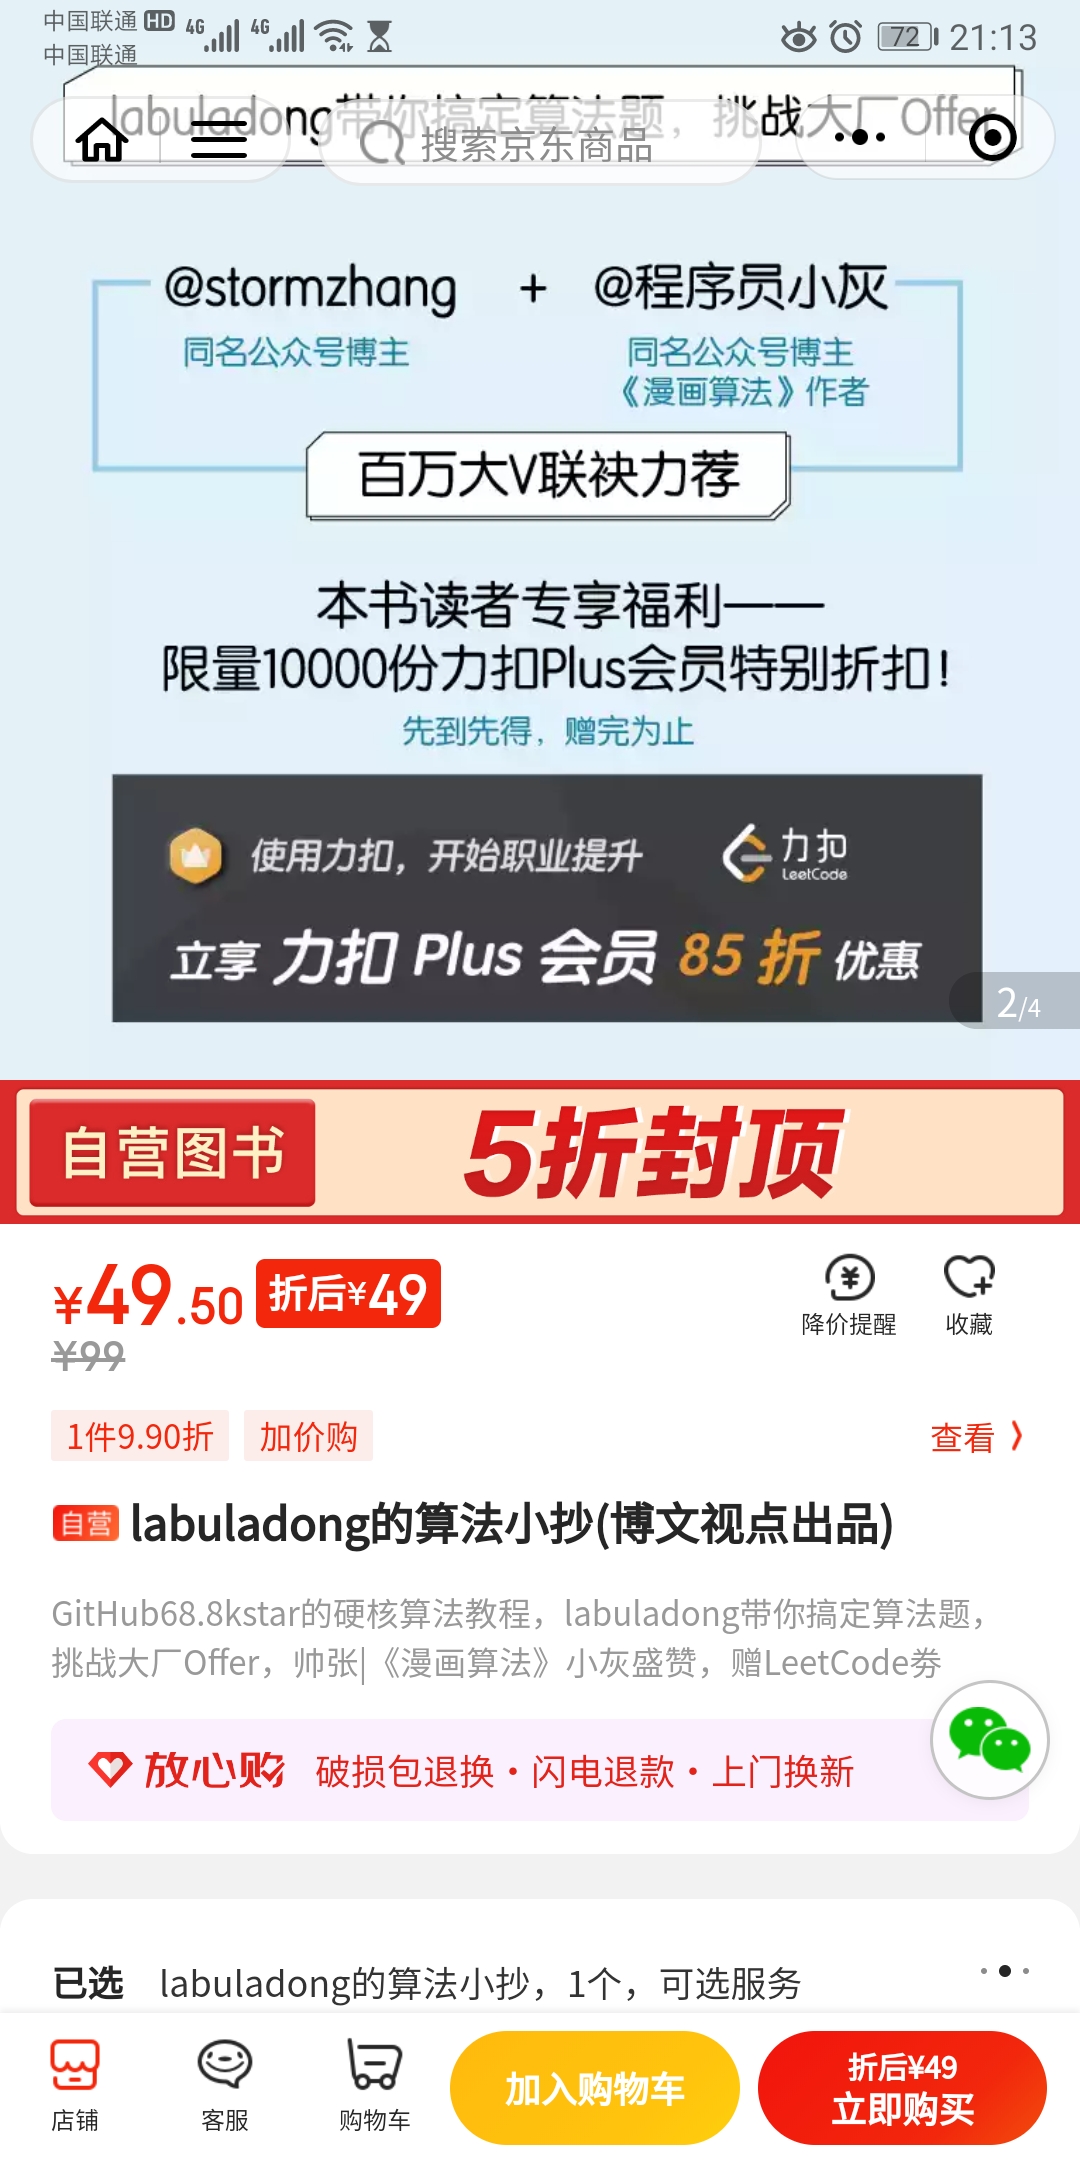 中国联通 HD 4G 4G 72 21:13
中国联通
labuladong带你搞定算法题，挑战大厂Offer
搜索京东商品
@stormzhang + @程序员小灰
同名公众号博主 同名公众号博主
《漫画算法》作者
百万大V联袂力荐
本书读者专享福利——
限量10000份力扣Plus会员特别折扣！
先到先得，赠完为止
使用力扣，开始职业提升 力扣
LeetCode
立享 力扣 Plus 会员 85 折 优惠
2/4
自营图书 5折封顶
¥49.50 折后¥49
¥99
降价提醒 收藏
1件9.90折 加价购 查看
自营 labuladong的算法小抄(博文视点出品)
GitHub68.8kstar的硬核算法教程，labuladong带你搞定算法题，
挑战大厂Offer，帅张|《漫画算法》小灰盛赞，赠LeetCode劵
放心购 破损包退换·闪电退款·上门换新
已选 labuladong的算法小抄，1个，可选服务
店铺 客服 购物车 加入购物车 折后¥49
立即购买